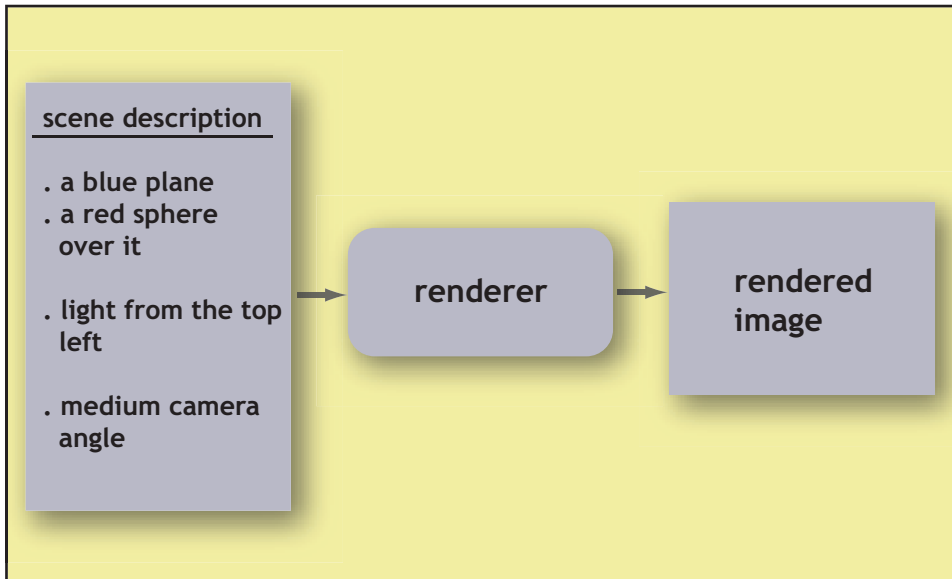 scene description
. a blue plane
. a red sphere
over it
. light from the top
left
. medium camera
angle
renderer
rendered
image